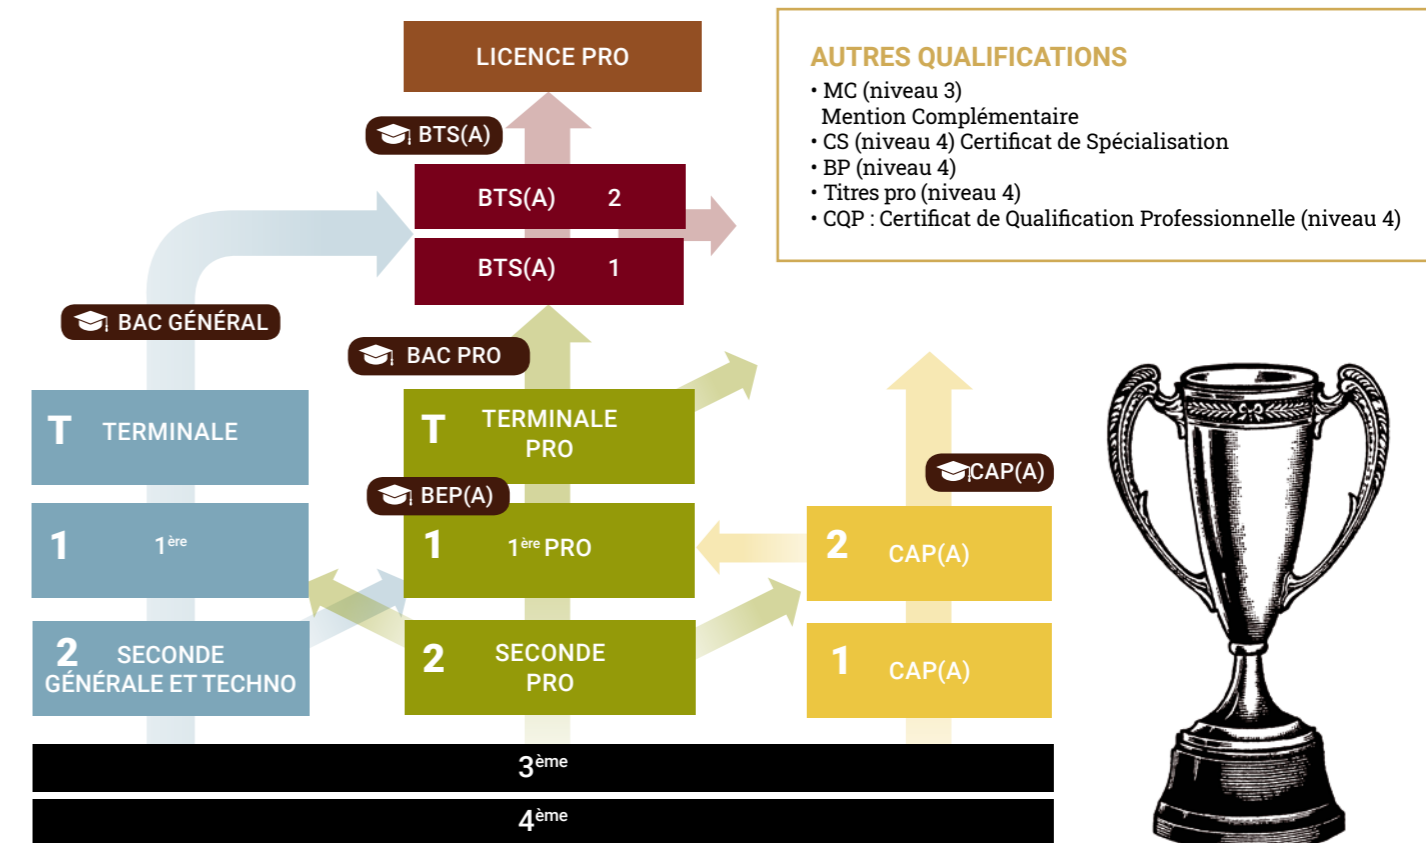 LICENCE PRO
AUTRES QUALIFICATIONS
• MC (niveau 3)
Mention Complémentaire
• CS (niveau 4) Certificat de Spécialisation
• BP (niveau 4)
• Titres pro (niveau 4)
• CQP : Certificat de Qualification Professionnelle (niveau 4)
BTS(A)
BTS(A) 2
BTS(A) 1
BAC GÉNÉRAL
BAC PRO
T TERMINALE
T TERMINALE
PRO
CAP(A)
BEP(A)
1 1ère
1 1ère PRO
2 CAP(A)
2 SECONDE
GÉNÉRALE ET TECHNO
2 SECONDE
PRO
1 CAP(A)
3ème
4ème